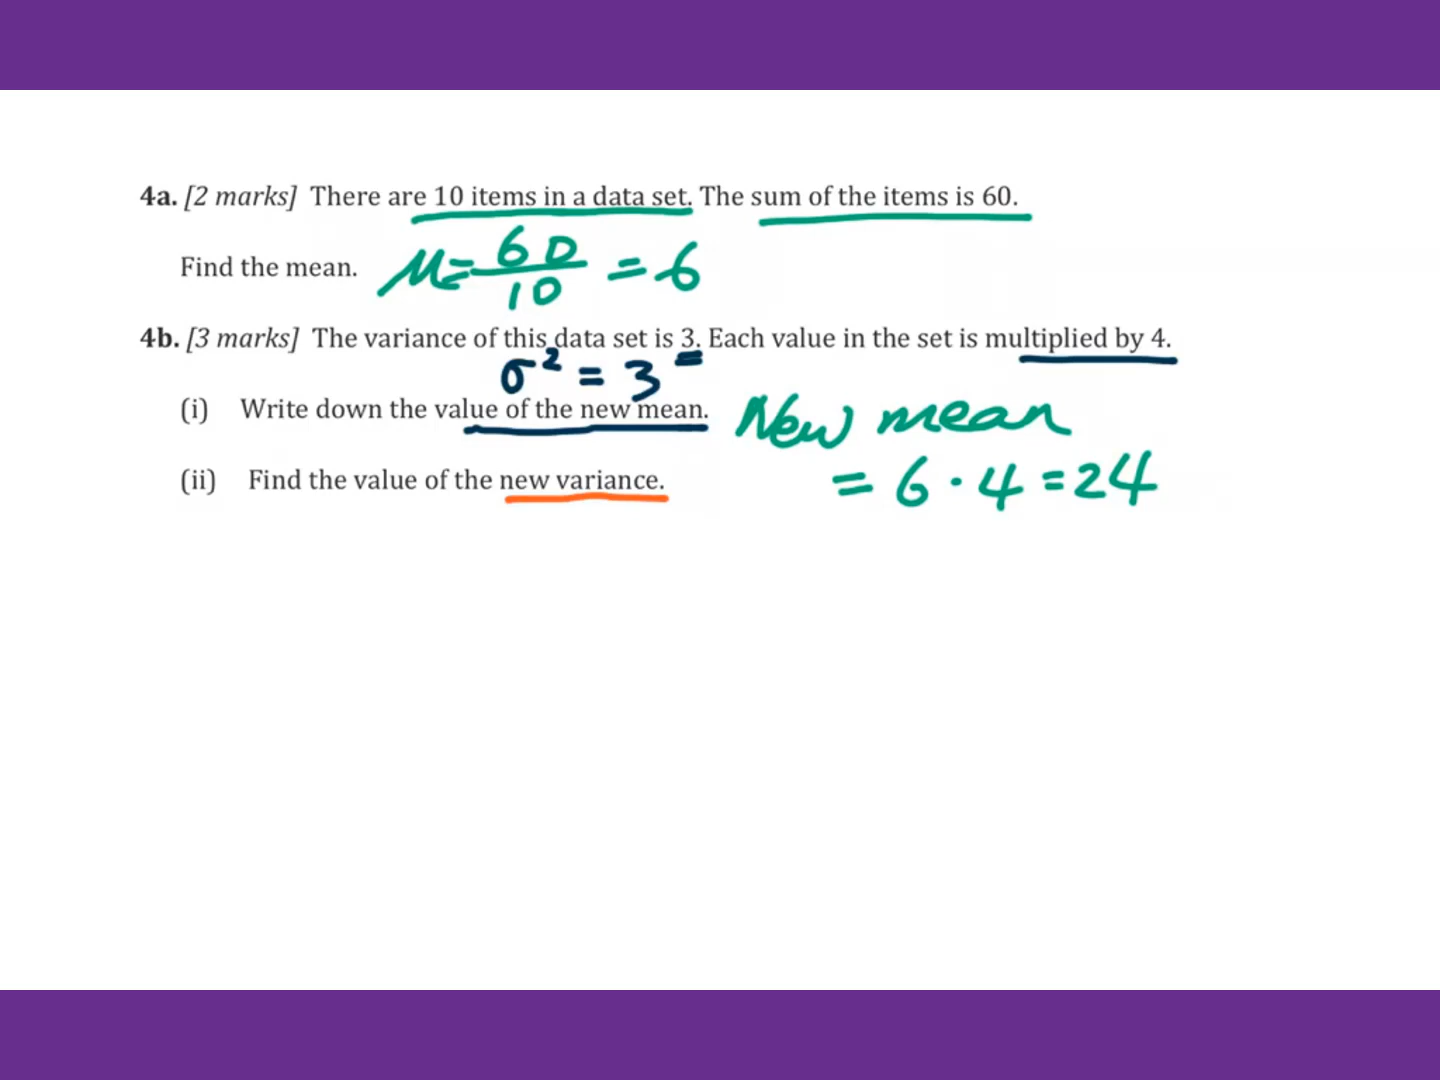 4a. [2 marks] There are 10 items in a data set. The sum of the items is 60.
Find the mean. μ = 60/10 = 6
4b. [3 marks] The variance of this data set is 3. Each value in the set is multiplied by 4.
σ² = 3
(i) Write down the value of the new mean. New mean
(ii) Find the value of the new variance. = 6 · 4 = 24